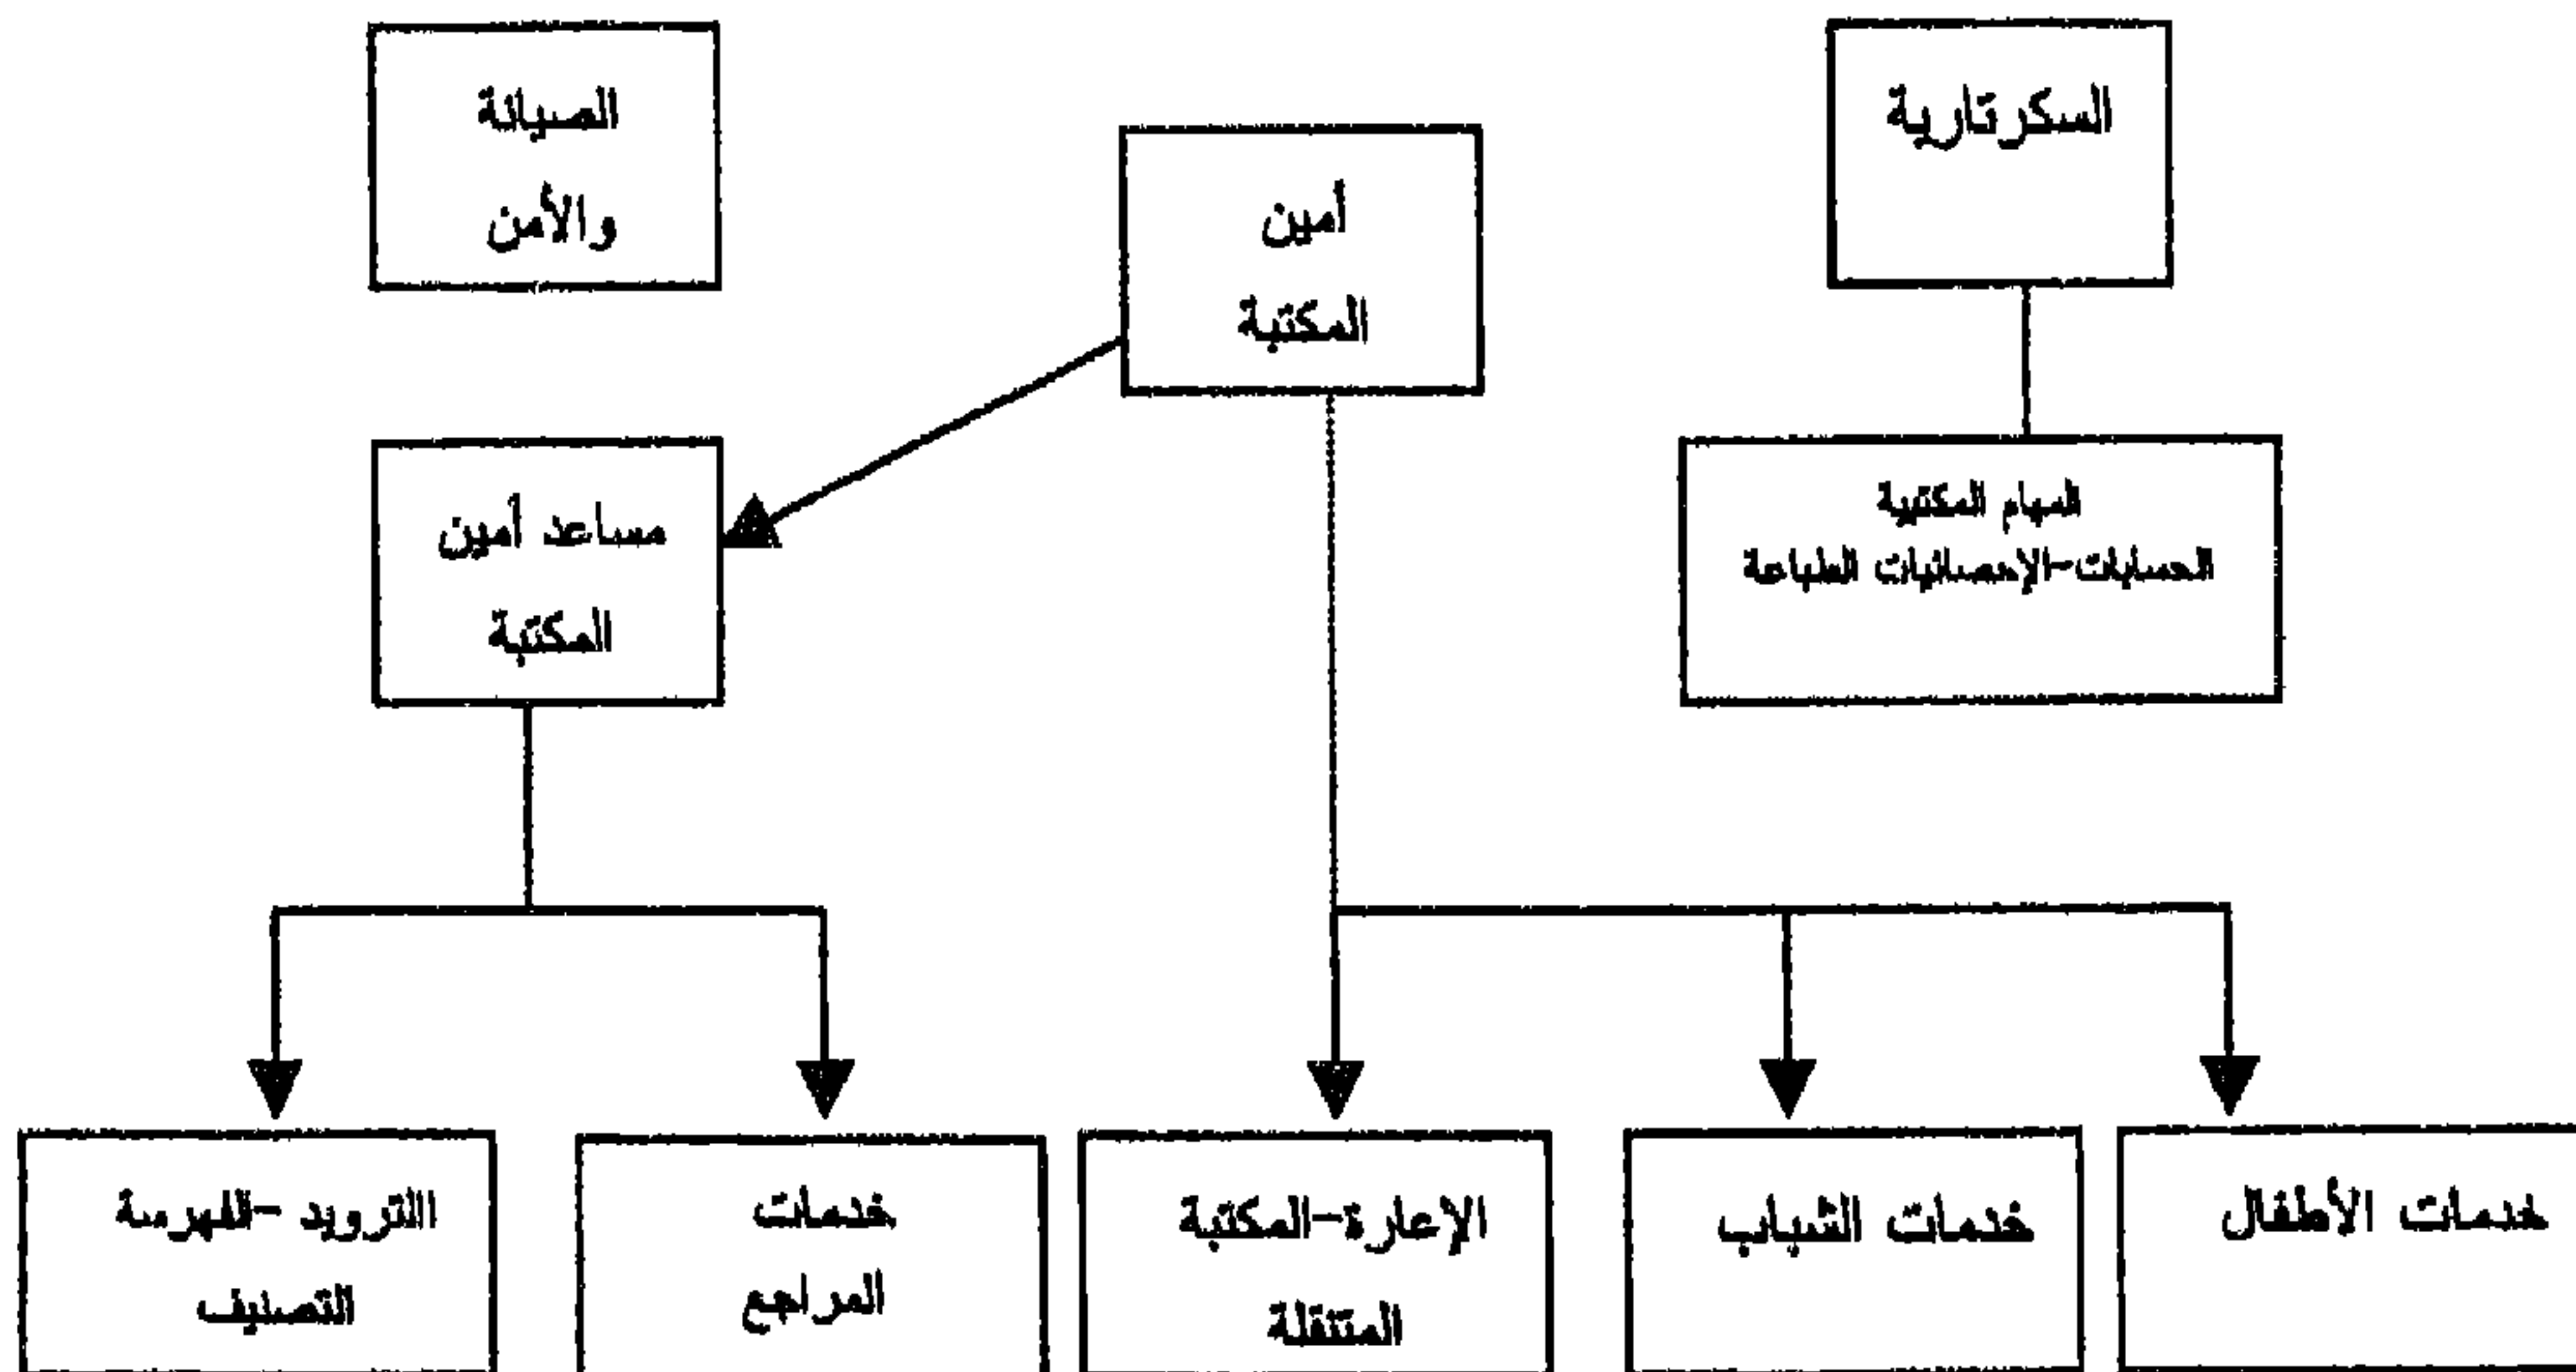 السكرتارية
أمين
المكتبة
الصيانة
والأمن
المهام المكتبية
الحسابات-الإحصائيات الطباعة
مساعد أمين
المكتبة
خدمات الأطفال
خدمات الشباب
الإعارة-المكتبة
المتنقلة
خدمات
المراجع
التزويد-الفهرسة
التصنيف